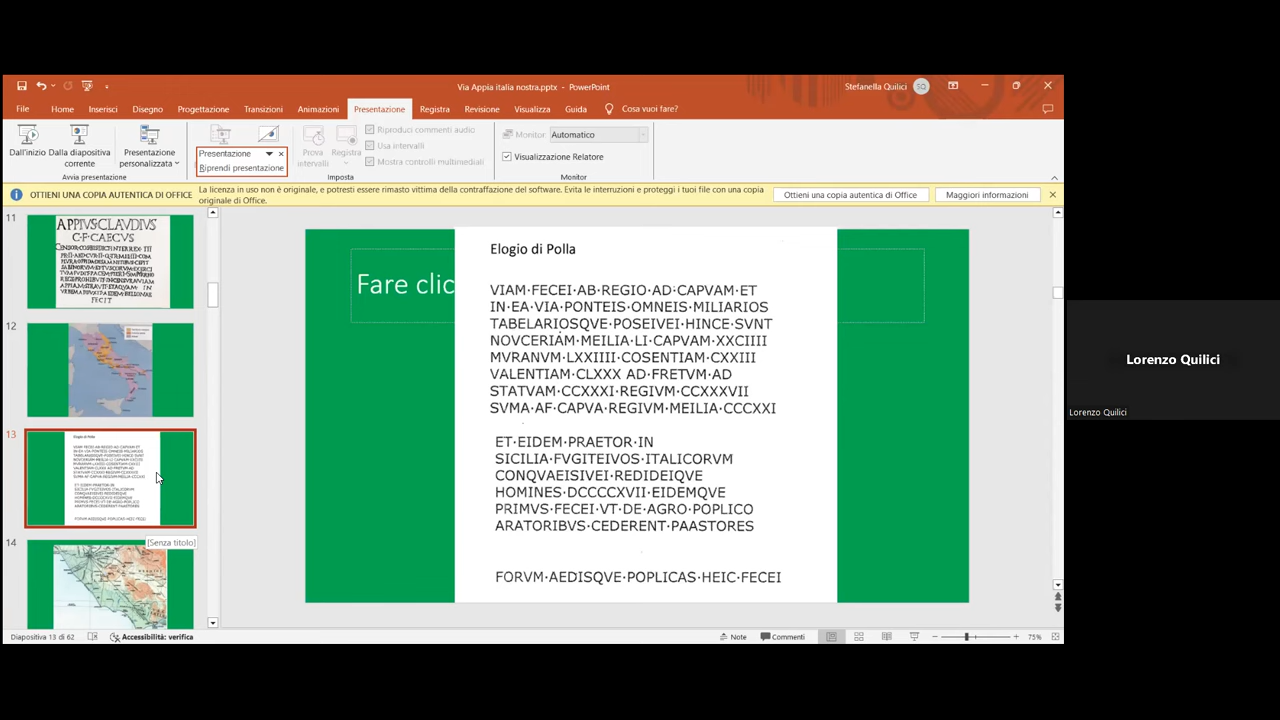 Via Appia italia nostra.pptx - PowerPoint
Stefanella Quilici
SQ
File
Home
Inserisci
Disegno
Progettazione
Transizioni
Animazioni
Presentazione
Registra
Revisione
Visualizza
Guida
Cosa vuoi fare?
Dall'inizio
Dalla diapositiva corrente
Presentazione personalizzata
Avvia presentazione
Presentazione
Riprendi presentazione
Prova intervalli
Registra
Riproduci commenti audio
Usa intervalli
Mostra controlli multimediali
Imposta
Monitor: Automatico
Visualizzazione Relatore
Monitor
OTTIENI UNA COPIA AUTENTICA DI OFFICE
La licenza in uso non è originale, e potresti essere rimasto vittima della contraffazione del software. Evita le interruzioni e proteggi i tuoi file con una copia
originale di Office.
Ottieni una copia autentica di Office
Maggiori informazioni
11
APPIVS·CLAVDIVS
C·F·CAECVS
12
13
14
[Senza titolo]
Fare clic
Elogio di Polla
VIAM·FECEI·AB·REGIO·AD·CAPVAM·ET
IN·EA·VIA·PONTEIS·OMNEIS·MILIARIOS
TABELARIOSQVE·POSEIVEI·HINCE·SVNT
NOVCERIAM·MEILIA·LI·CAPVAM·XXCIIII
MVRANVM·LXXIIII·COSENTIAM·CXXIII
VALENTIAM·CLXXX AD·FRETVM·AD
STATVAM·CCXXXI·REGIVM·CCXXXVII
SVMA·AF·CAPVA·REGIVM·MEILIA·CCCXXI
ET·EIDEM·PRAETOR·IN
SICILIA·FVGITEIVOS·ITALICORVM
CONQVAEISIVEI·REDIDEIQVE
HOMINES·DCCCCXVII·EIDEMQVE
PRIMVS·FECEI·VT·DE·AGRO·POPLICO
ARATORIBVS·CEDERENT·PAASTORES
FORVM·AEDISQVE·POPLICAS·HEIC·FECEI
Lorenzo Quilici
Lorenzo Quilici
Diapositiva 13 di 62
Accessibilità: verifica
Note
Commenti
75%